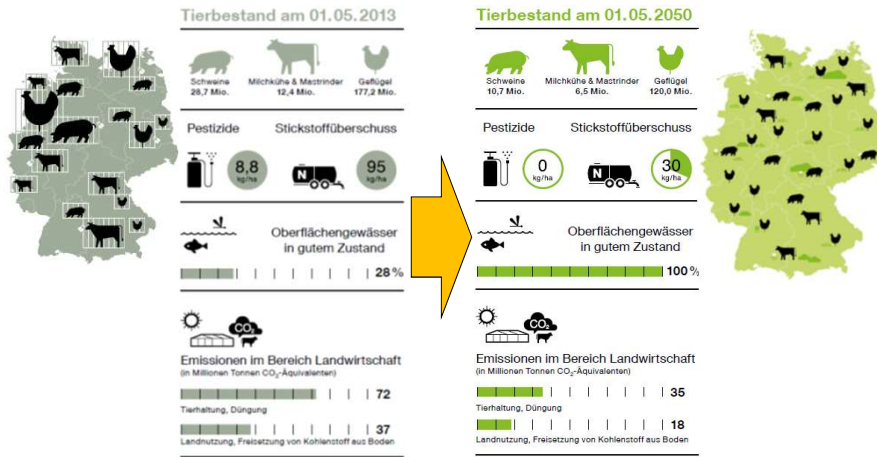 Tierbestand am 01.05.2013
Schweine
28,7 Mio.
Milchkühe & Mastrinder
12,4 Mio.
Geflügel
177,2 Mio.
Pestizide
Stickstoffüberschuss
8,8
kg/ha
N
95
kg/ha
Oberflächengewässer
in gutem Zustand
28 %
CO₂
Emissionen im Bereich Landwirtschaft
(in Millionen Tonnen CO₂-Äquivalenten)
72
Tierhaltung, Düngung
37
Landnutzung, Freisetzung von Kohlenstoff aus Boden
Tierbestand am 01.05.2050
Schweine
10,7 Mio.
Milchkühe & Mastrinder
6,5 Mio.
Geflügel
120,0 Mio.
Pestizide
Stickstoffüberschuss
0
kg/ha
N
30
kg/ha
Oberflächengewässer
in gutem Zustand
100 %
CO₂
Emissionen im Bereich Landwirtschaft
(in Millionen Tonnen CO₂-Äquivalenten)
35
Tierhaltung, Düngung
18
Landnutzung, Freisetzung von Kohlenstoff aus Boden